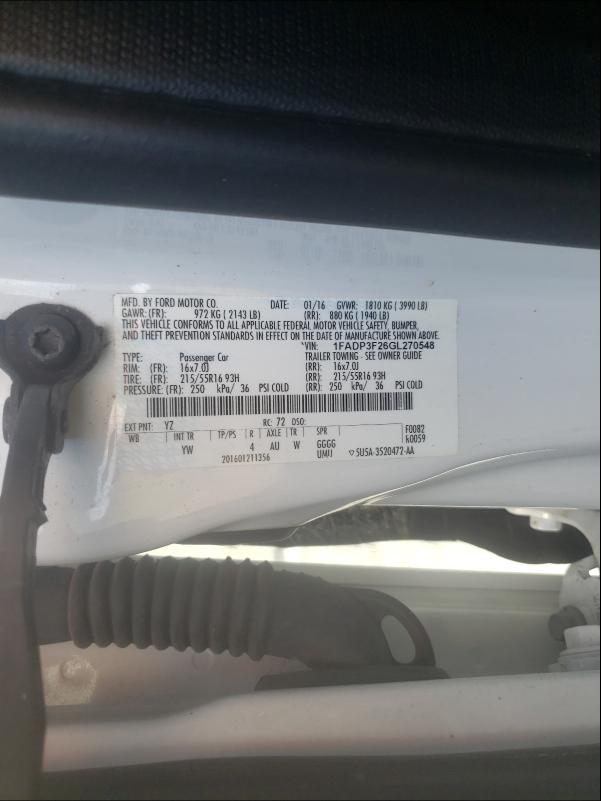 MFD. BY FORD MOTOR CO. DATE: 01/16 GVWR: 1810 KG ( 3990 LB)
GAWR: (FR): 972 KG ( 2143 LB) (RR): 880 KG ( 1940 LB)
THIS VEHICLE CONFORMS TO ALL APPLICABLE FEDERAL MOTOR VEHICLE SAFETY, BUMPER,
AND THEFT PREVENTION STANDARDS IN EFFECT ON THE DATE OF MANUFACTURE SHOWN ABOVE.
VIN: 1FADP3F26GL270548
TYPE: Passenger Car TRAILER TOWING - SEE OWNER GUIDE
RIM: (FR): 16x7.0J (RR): 16x7.0J
TIRE: (FR): 215/55R16 93H (RR): 215/55R16 93H
PRESSURE: (FR): 250 kPa/ 36 PSI COLD (RR): 250 kPa/ 36 PSI COLD
EXT PNT: YZ RC: 72 DSO: F0082
WB INT TR TP/PS R AXLE TR SPR K0059
YW 4 AU W GGGG
201601211356 UMU 5U5A-3520472-AA